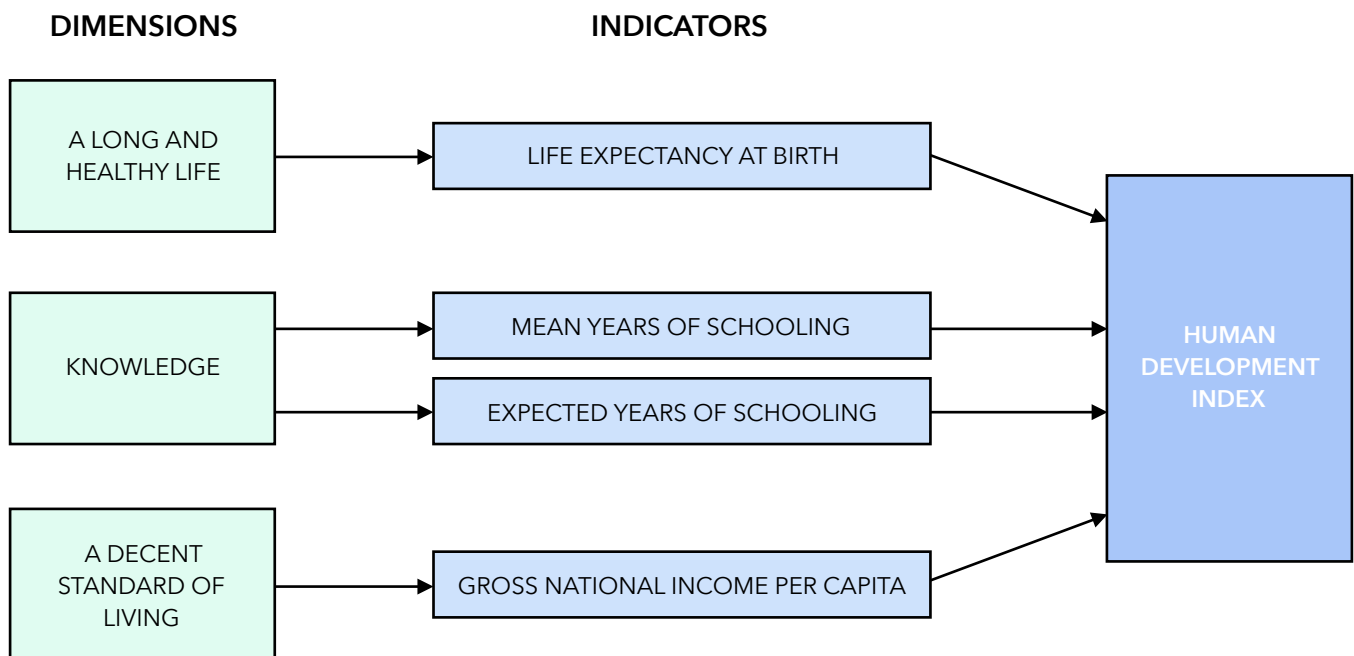 DIMENSIONS
INDICATORS
A LONG AND
HEALTHY LIFE
LIFE EXPECTANCY AT BIRTH
KNOWLEDGE
MEAN YEARS OF SCHOOLING
EXPECTED YEARS OF SCHOOLING
A DECENT
STANDARD OF
LIVING
GROSS NATIONAL INCOME PER CAPITA
HUMAN
DEVELOPMENT
INDEX